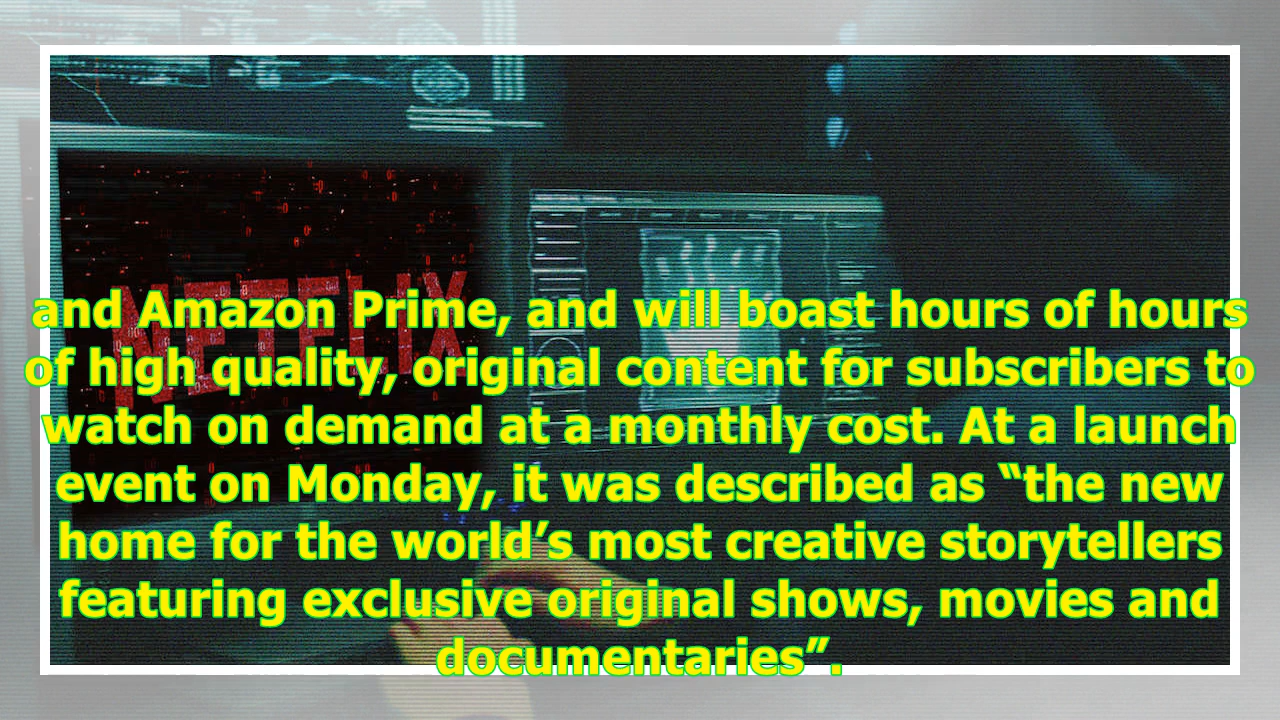 NETFLIX
and Amazon Prime, and will boast hours of hours
of high quality, original content for subscribers to
watch on demand at a monthly cost. At a launch
event on Monday, it was described as “the new
home for the world’s most creative storytellers
featuring exclusive original shows, movies and
documentaries”.